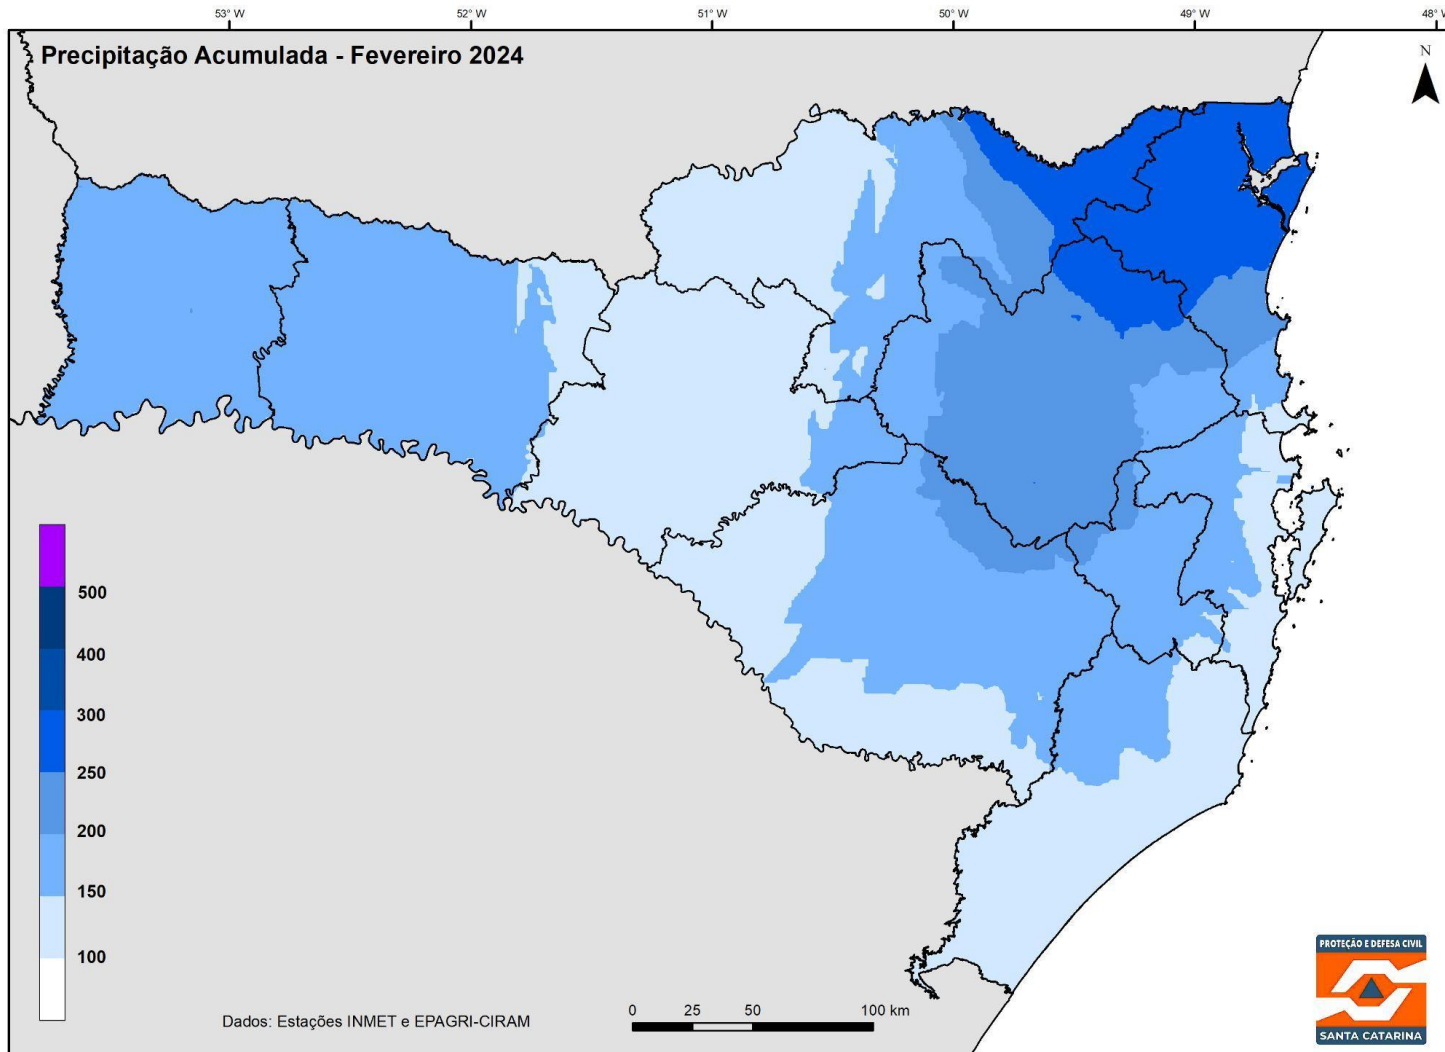 53° W
52° W
51° W
50° W
49° W
48° W
Precipitação Acumulada - Fevereiro 2024
N
500
400
300
250
200
150
100
Dados: Estações INMET e EPAGRI-CIRAM
0 25 50 100 km
PROTEÇÃO E DEFESA CIVIL
SANTA CATARINA